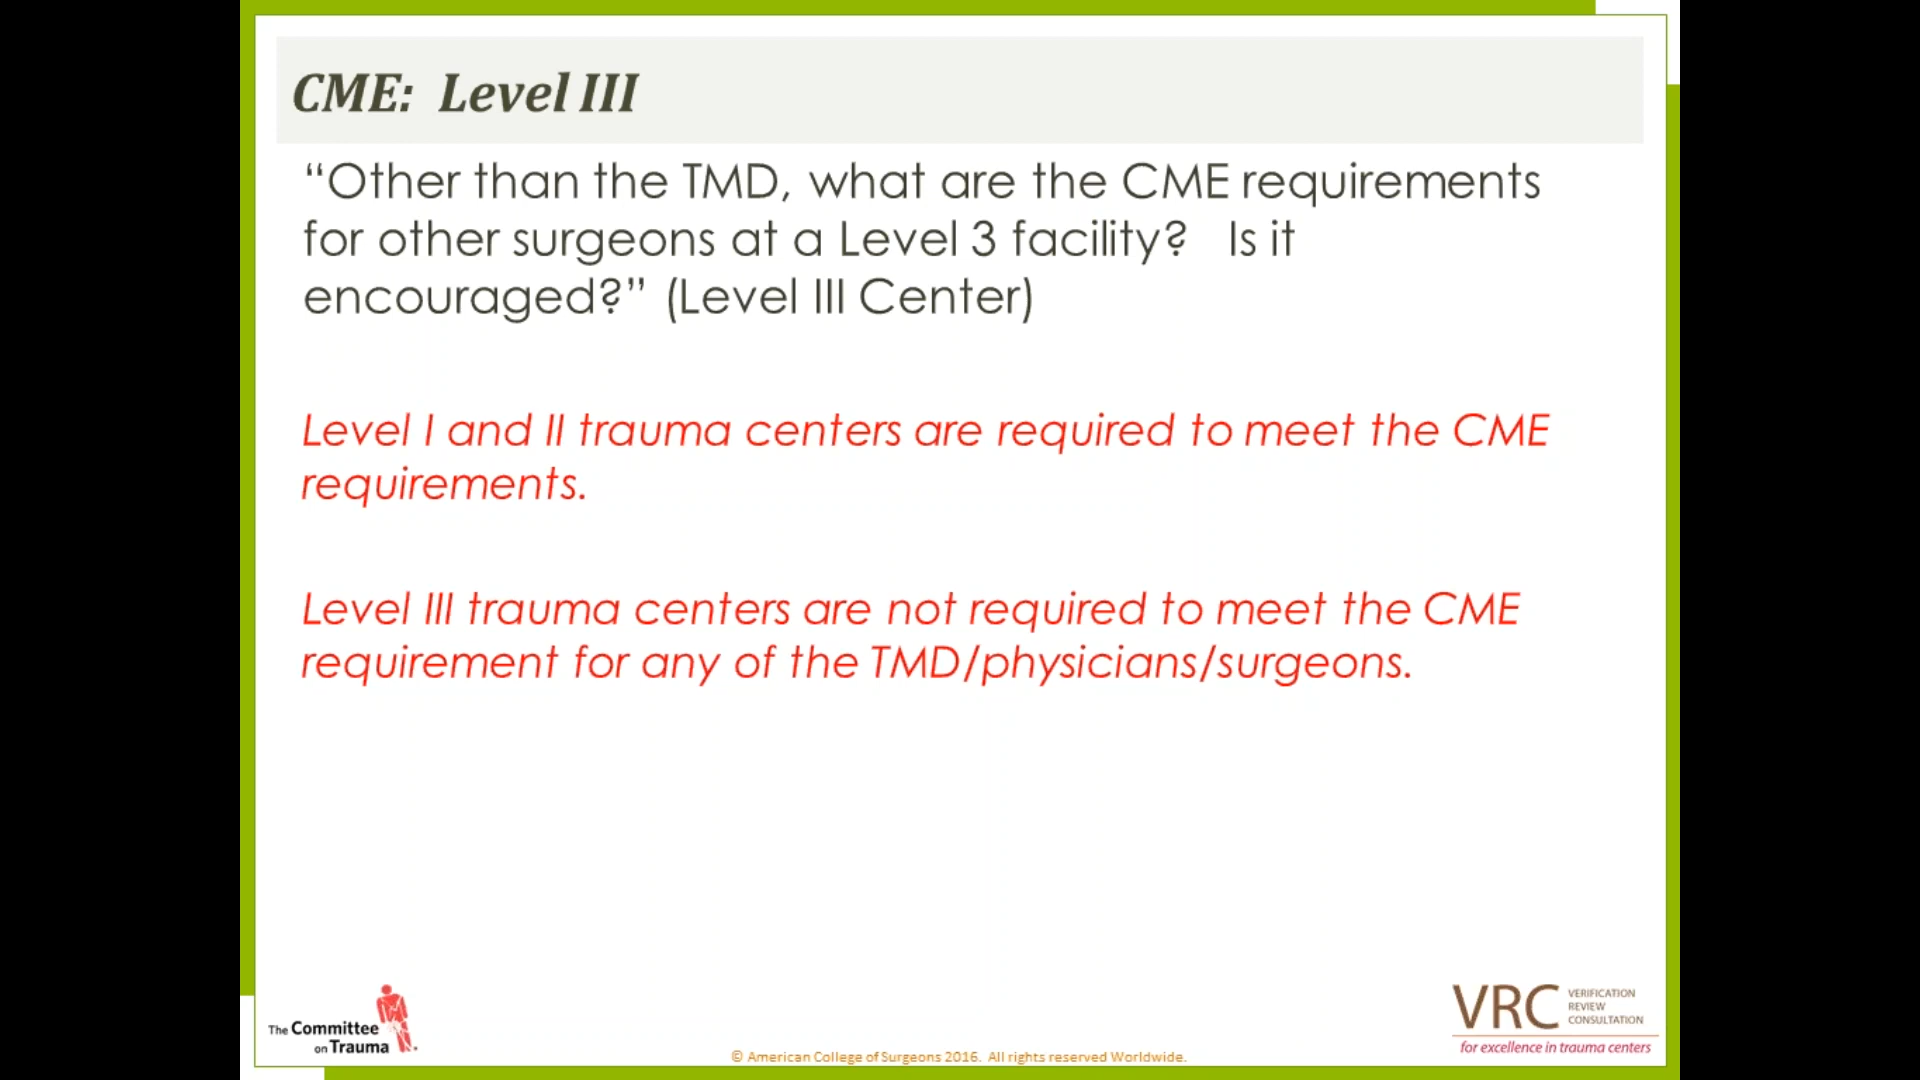 CME: Level III
“Other than the TMD, what are the CME requirements
for other surgeons at a Level 3 facility? Is it
encouraged?” (Level III Center)
Level I and II trauma centers are required to meet the CME
requirements.
Level III trauma centers are not required to meet the CME
requirement for any of the TMD/physicians/surgeons.
The Committee
on Trauma
© American College of Surgeons 2016. All rights reserved Worldwide.
VRC
VERIFICATION
REVIEW
CONSULTATION
for excellence in trauma centers